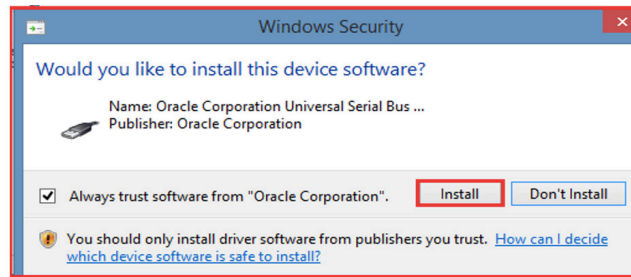 Windows Security
Would you like to install this device software?
Name: Oracle Corporation Universal Serial Bus ...
Publisher: Oracle Corporation
Always trust software from "Oracle Corporation". Install Don't Install
You should only install driver software from publishers you trust. How can I decide
which device software is safe to install?